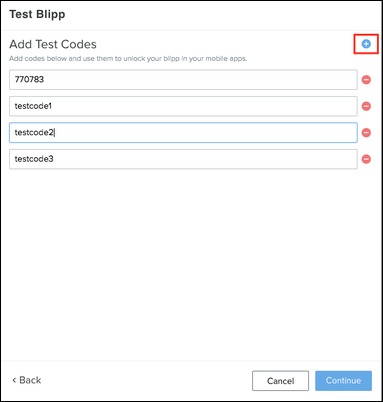 Test Blipp
Add Test Codes
Add codes below and use them to unlock your blipp in your mobile apps.
770783
testcode1
testcode2
testcode3
< Back
Cancel
Continue